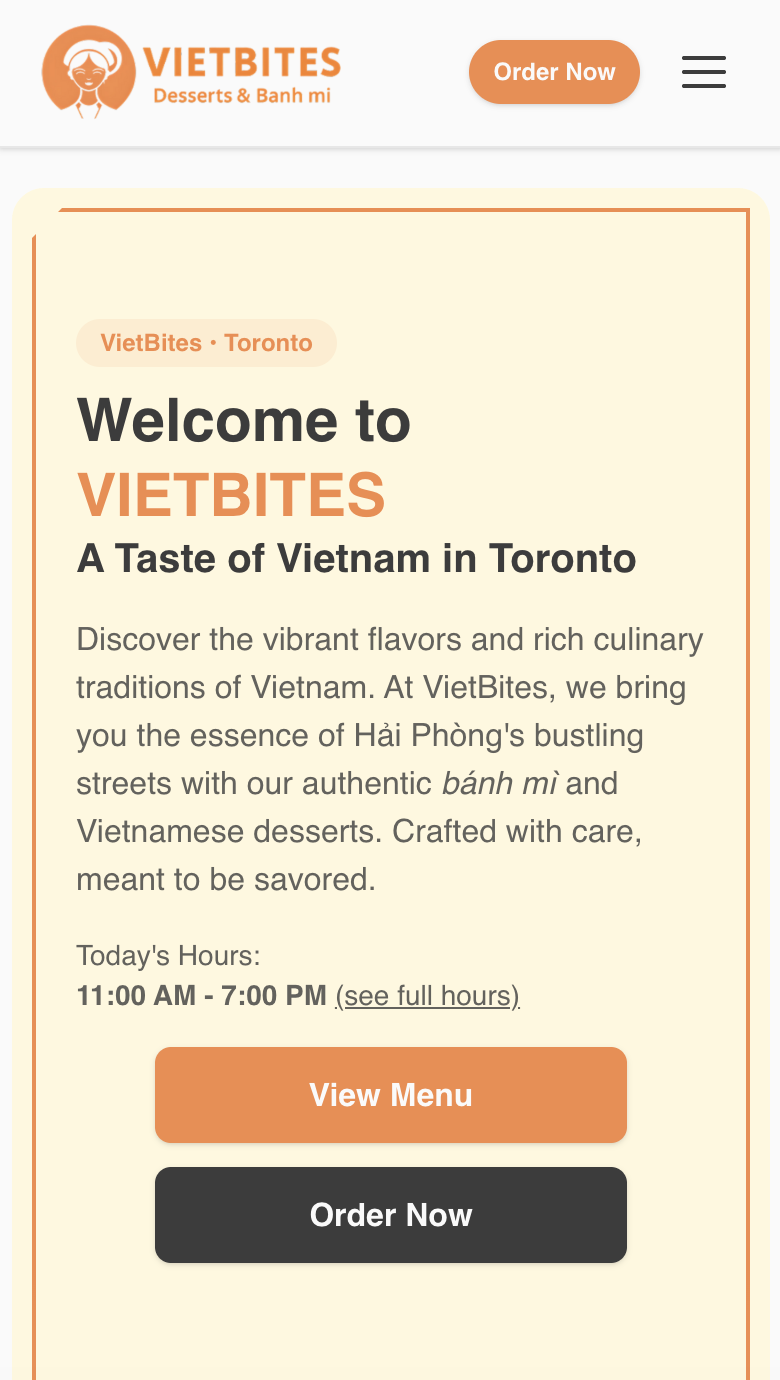 VIETBITES
Desserts & Banh mi
Order Now
VietBites • Toronto
Welcome to
VIETBITES
A Taste of Vietnam in Toronto
Discover the vibrant flavors and rich culinary
traditions of Vietnam. At VietBites, we bring
you the essence of Hải Phòng's bustling
streets with our authentic bánh mì and
Vietnamese desserts. Crafted with care,
meant to be savored.
Today's Hours:
11:00 AM - 7:00 PM (see full hours)
View Menu
Order Now